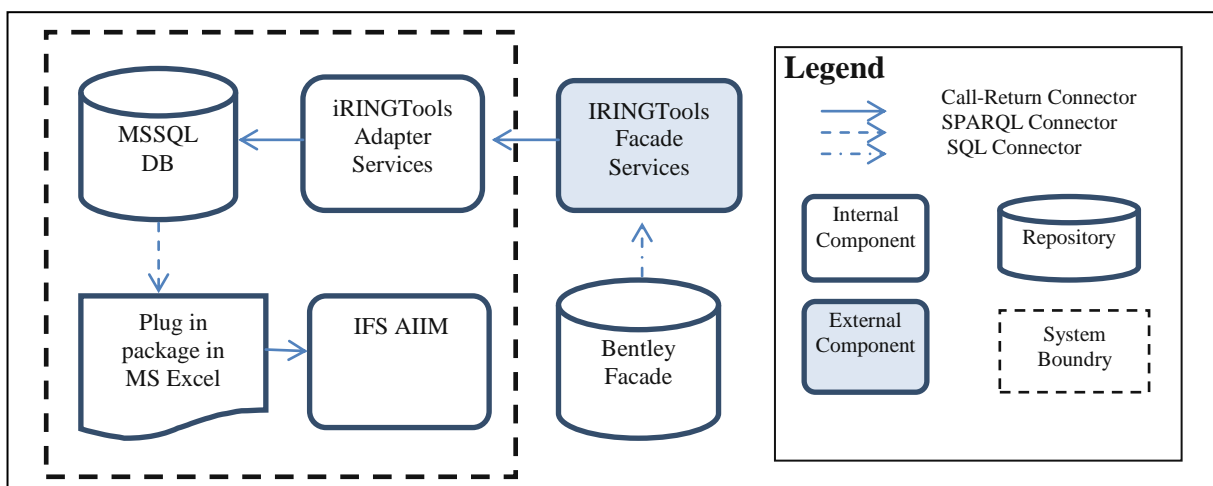 MSSQL
DB
iRINGTools
Adapter
Services
IRINGTools
Facade
Services
Plug in
package in
MS Excel
IFS AIIM
Bentley
Facade
Legend
Call-Return Connector
SPARQL Connector
SQL Connector
Internal
Component
Repository
External
Component
System
Boundry